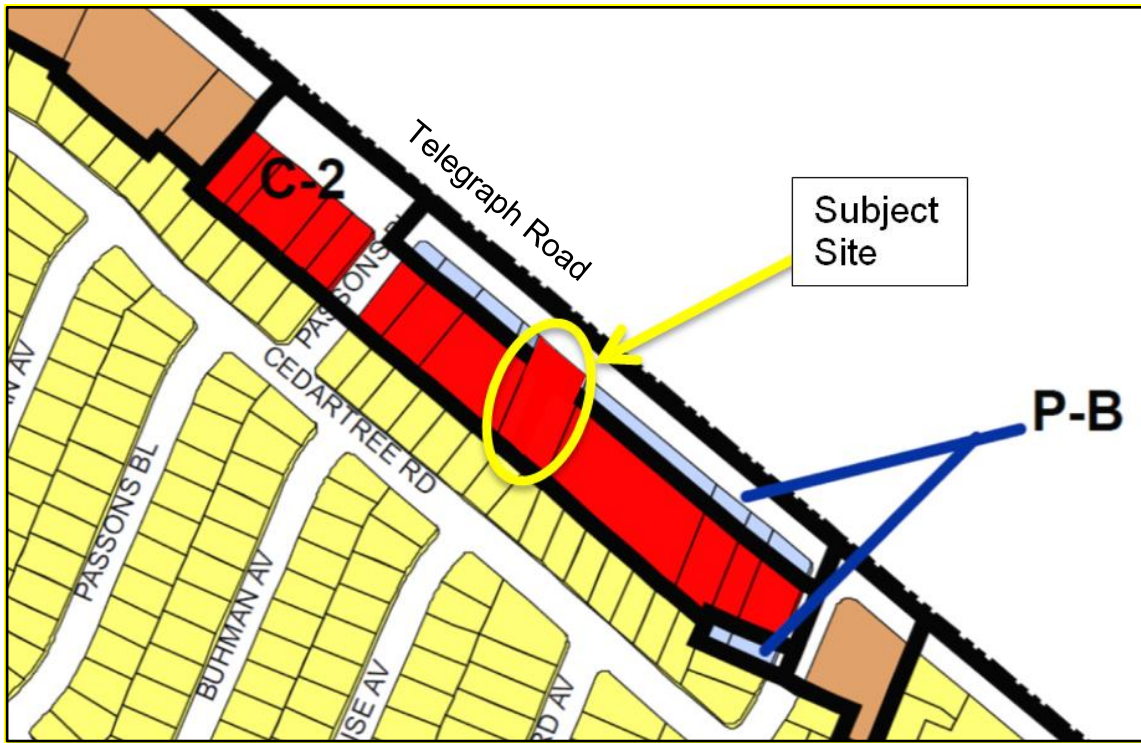 Telegraph Road
C-2
Subject
Site
P-B
CEDARTREE RD
PASSONS BL
BUHMAN AV